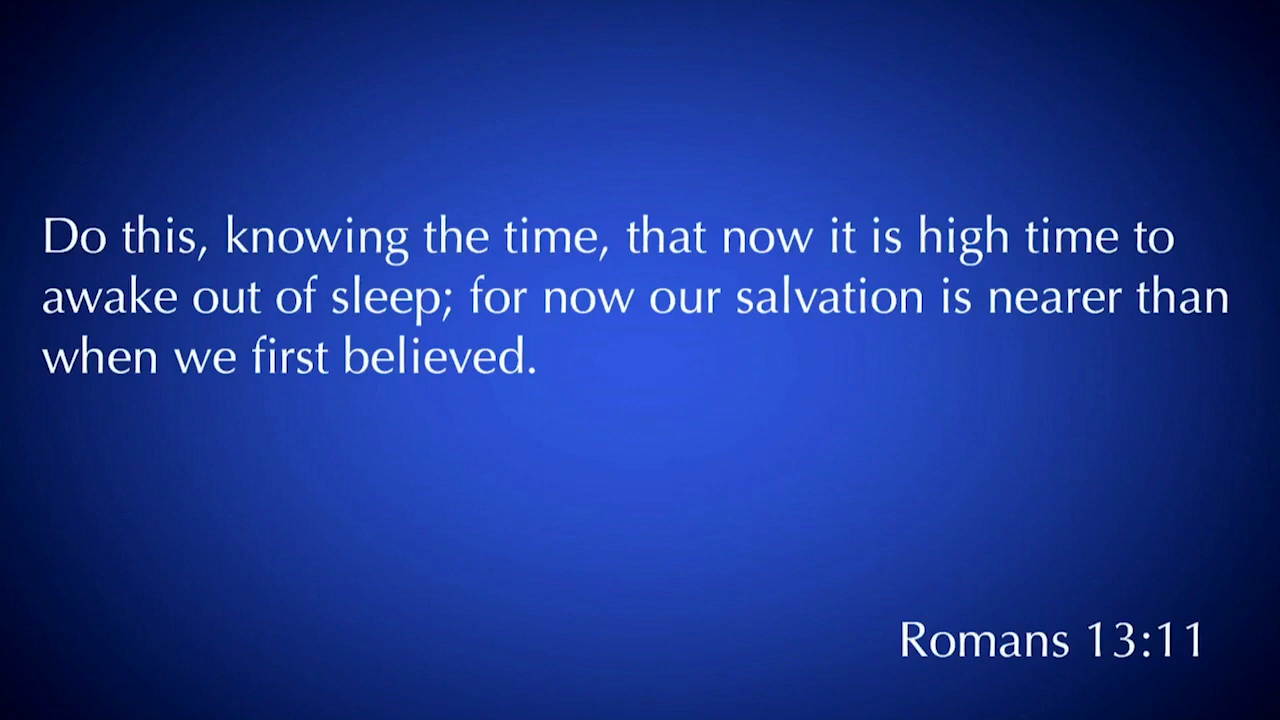 Do this, knowing the time, that now it is high time to
awake out of sleep; for now our salvation is nearer than
when we first believed.
Romans 13:11